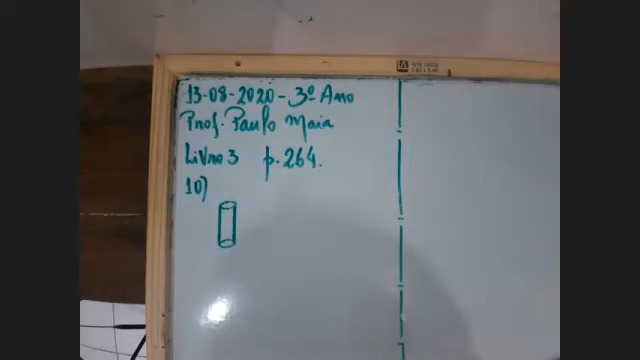 13-08-2020 - 3º Ano
Prof. Paulo Maia
Livro 3 p. 264.
10)